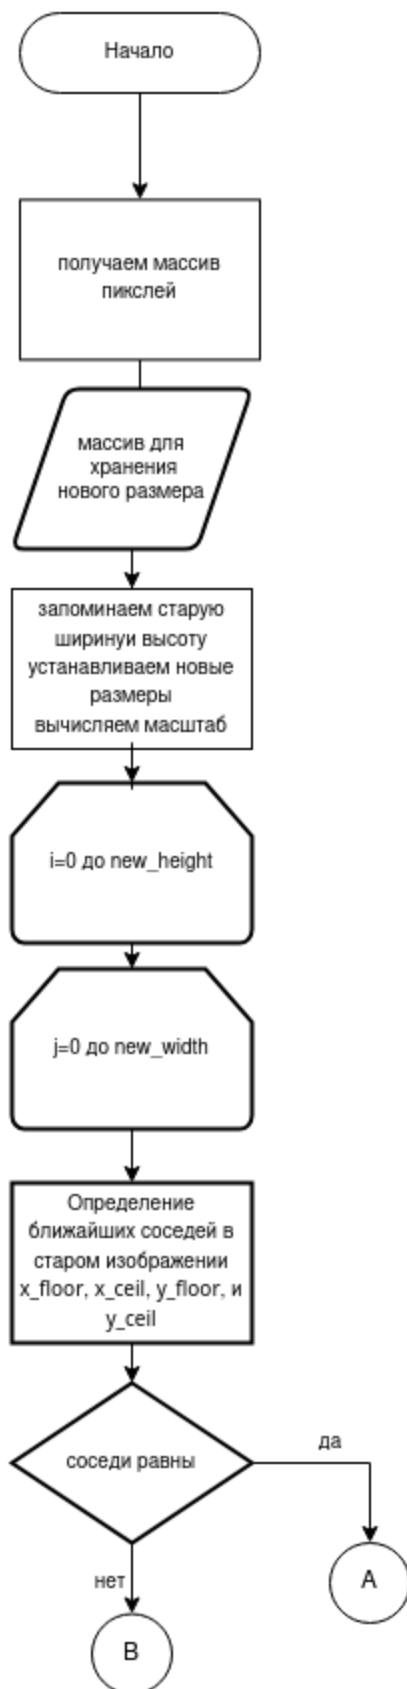 Начало
получаем массив
пикслей
массив для
хранения
нового размера
запоминаем старую
ширинуи высоту
устанавливаем новые
размеры
вычисляем масштаб
i=0 до new_height
j=0 до new_width
Определение
ближайших соседей в
старом изображении
x_floor, x_ceil, y_floor, и
y_ceil
соседи равны
да
A
нет
B